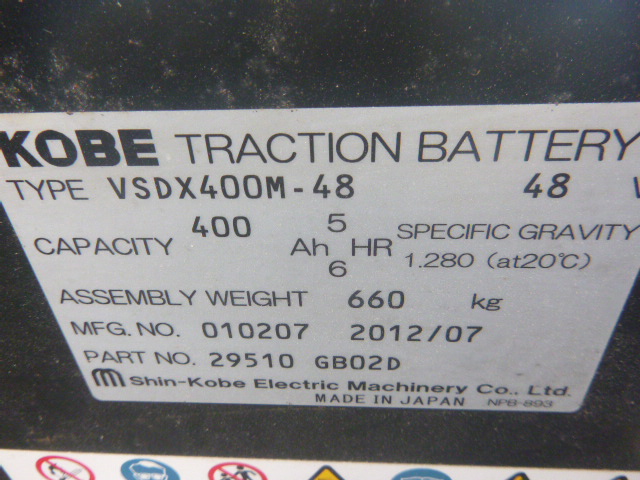 KOBE TRACTION BATTERY
TYPE VSDX400M-48 48 V
CAPACITY 400 Ah 5 HR SPECIFIC GRAVITY
6 1.280 (at20℃)
ASSEMBLY WEIGHT 660 kg
MFG. NO. 010207 2012/07
PART NO. 29510 GB02D
Shin-Kobe Electric Machinery Co., Ltd.
MADE IN JAPAN NPB-893